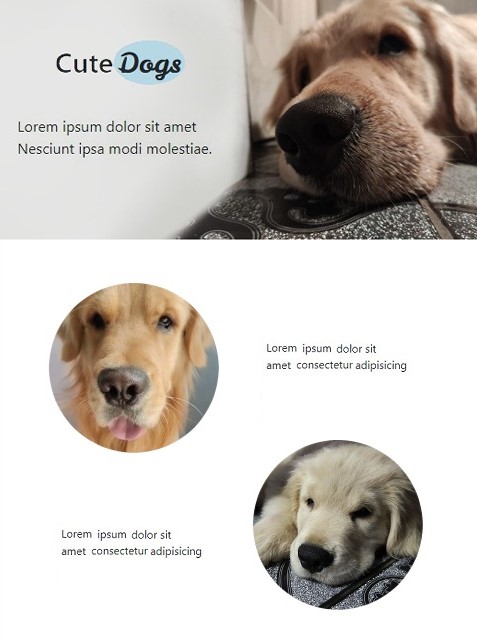 Cute Dogs
Lorem ipsum dolor sit amet
Nesciunt ipsa modi molestiae.
Lorem ipsum dolor sit
amet consectetur adipisicing
Lorem ipsum dolor sit
amet consectetur adipisicing